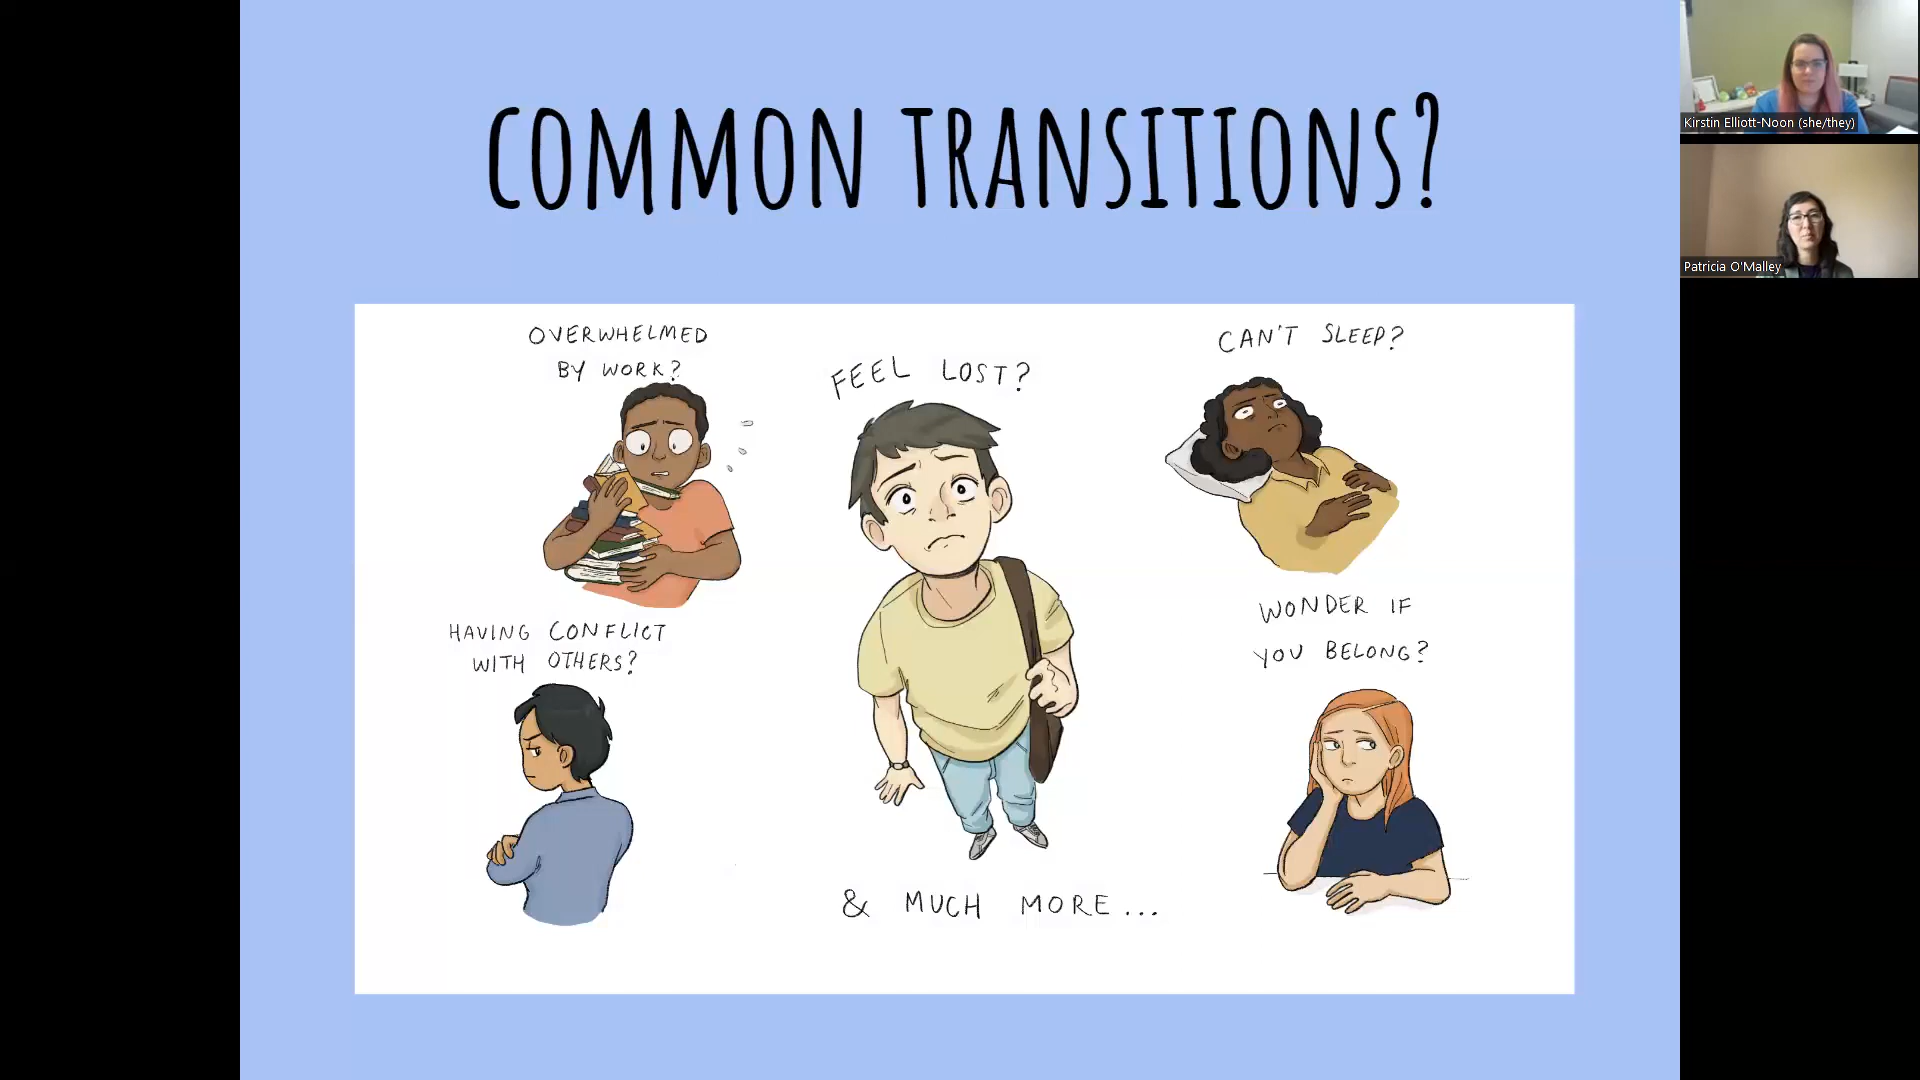 COMMON TRANSITIONS?
OVERWHELMED
BY WORK?
FEEL LOST?
CAN'T SLEEP?
HAVING CONFLICT
WITH OTHERS?
WONDER IF
YOU BELONG?
& MUCH MORE...
Kirstin Elliott-Noon (she/they)
Patricia O'Malley